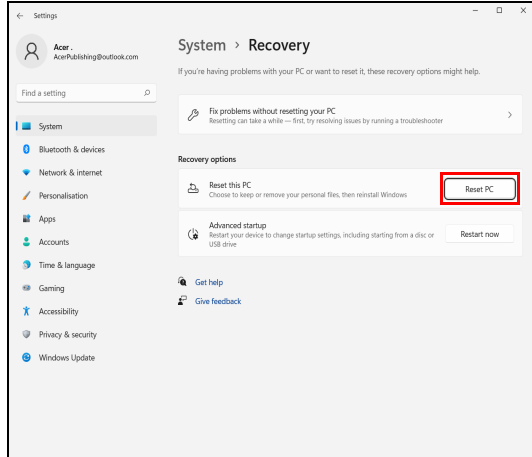 Settings
Acer .
AcerPublishing@outlook.com
Find a setting
System
Bluetooth & devices
Network & internet
Personalisation
Apps
Accounts
Time & language
Gaming
Accessibility
Privacy & security
Windows Update
System > Recovery
If you're having problems with your PC or want to reset it, these recovery options might help.
Fix problems without resetting your PC
Resetting can take a while — first, try resolving issues by running a troubleshooter
Recovery options
Reset this PC
Choose to keep or remove your personal files, then reinstall Windows
Reset PC
Advanced startup
Restart your device to change startup settings, including starting from a disc or
USB drive
Restart now
Get help
Give feedback